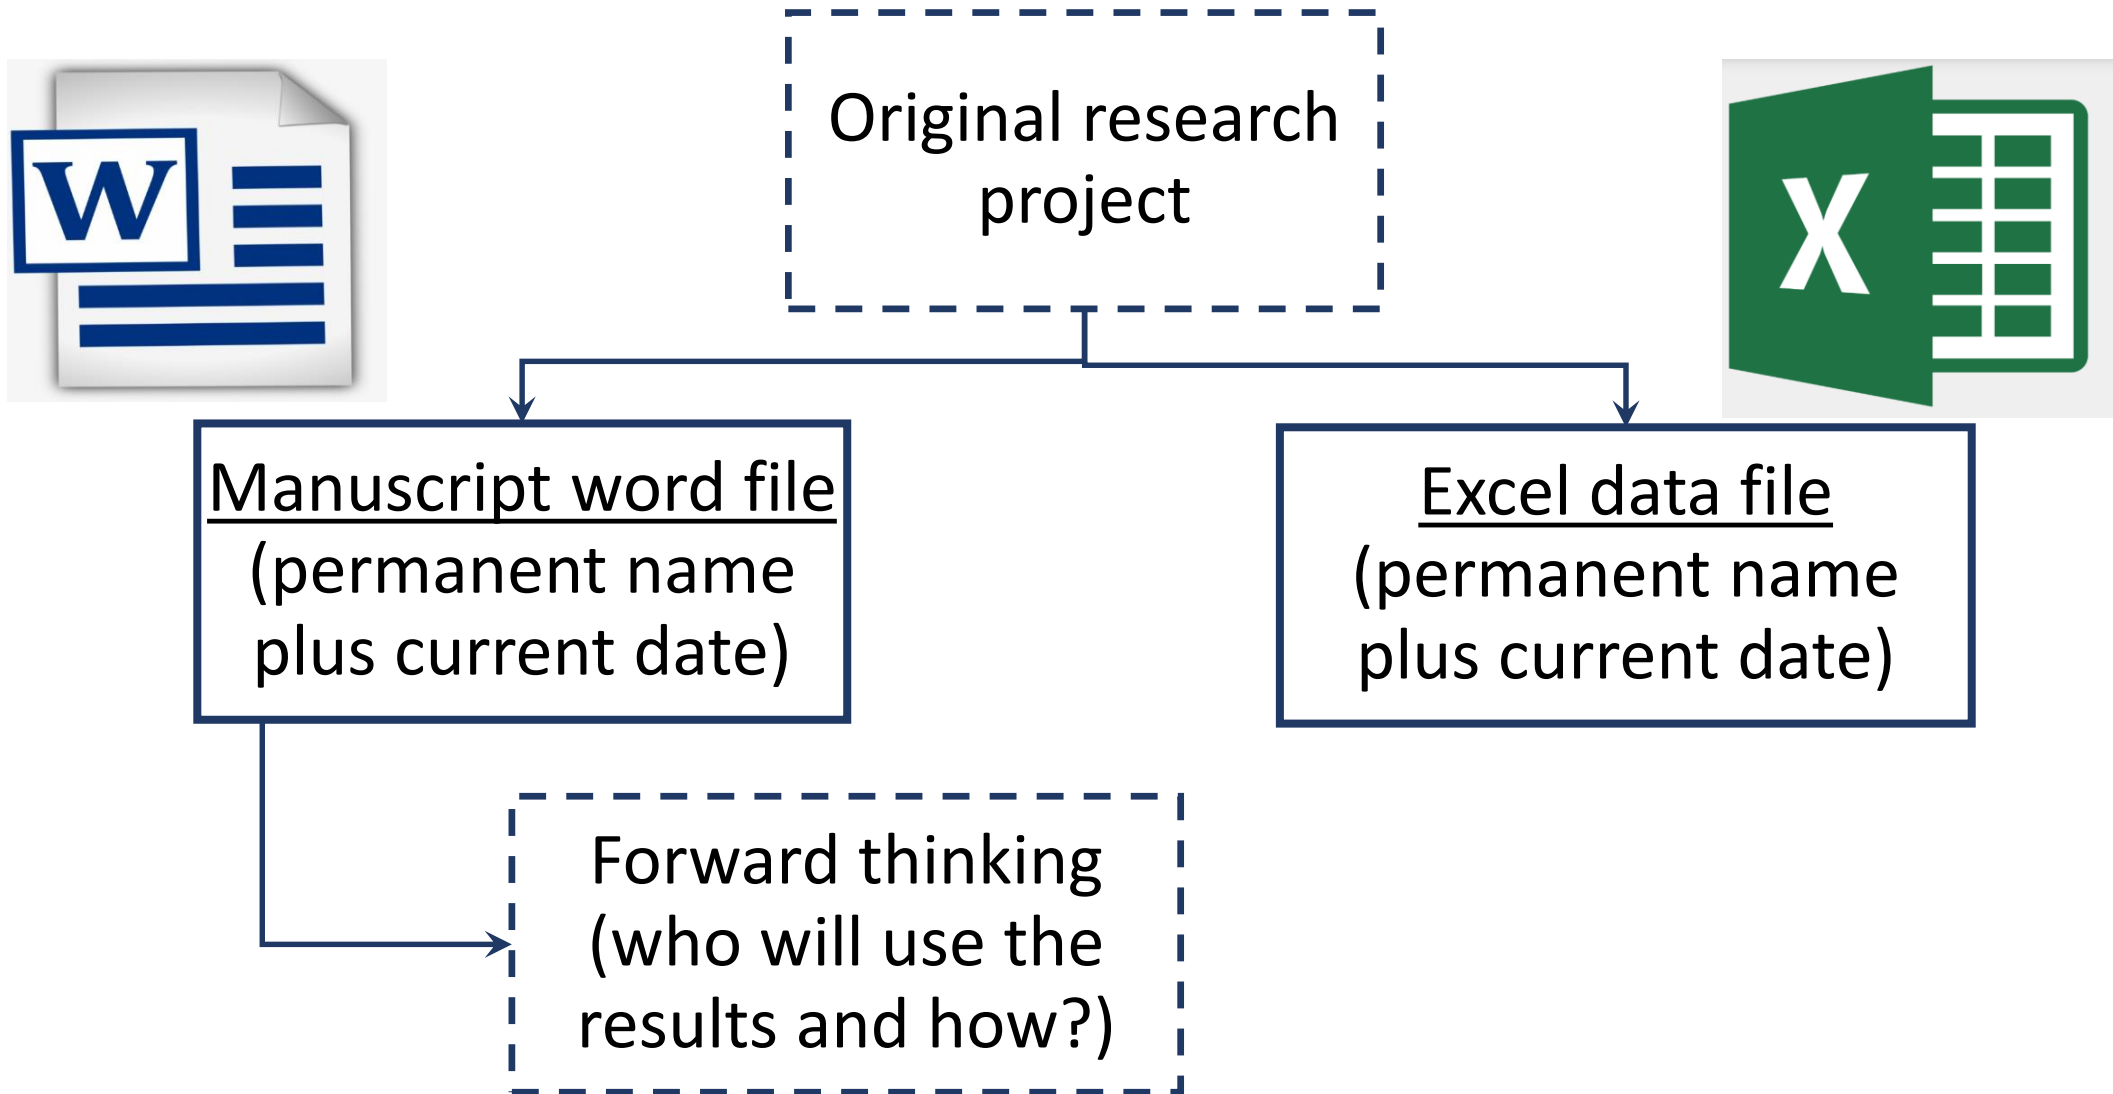 Original research
project
W
X
Manuscript word file
(permanent name
plus current date)
Excel data file
(permanent name
plus current date)
Forward thinking
(who will use the
results and how?)